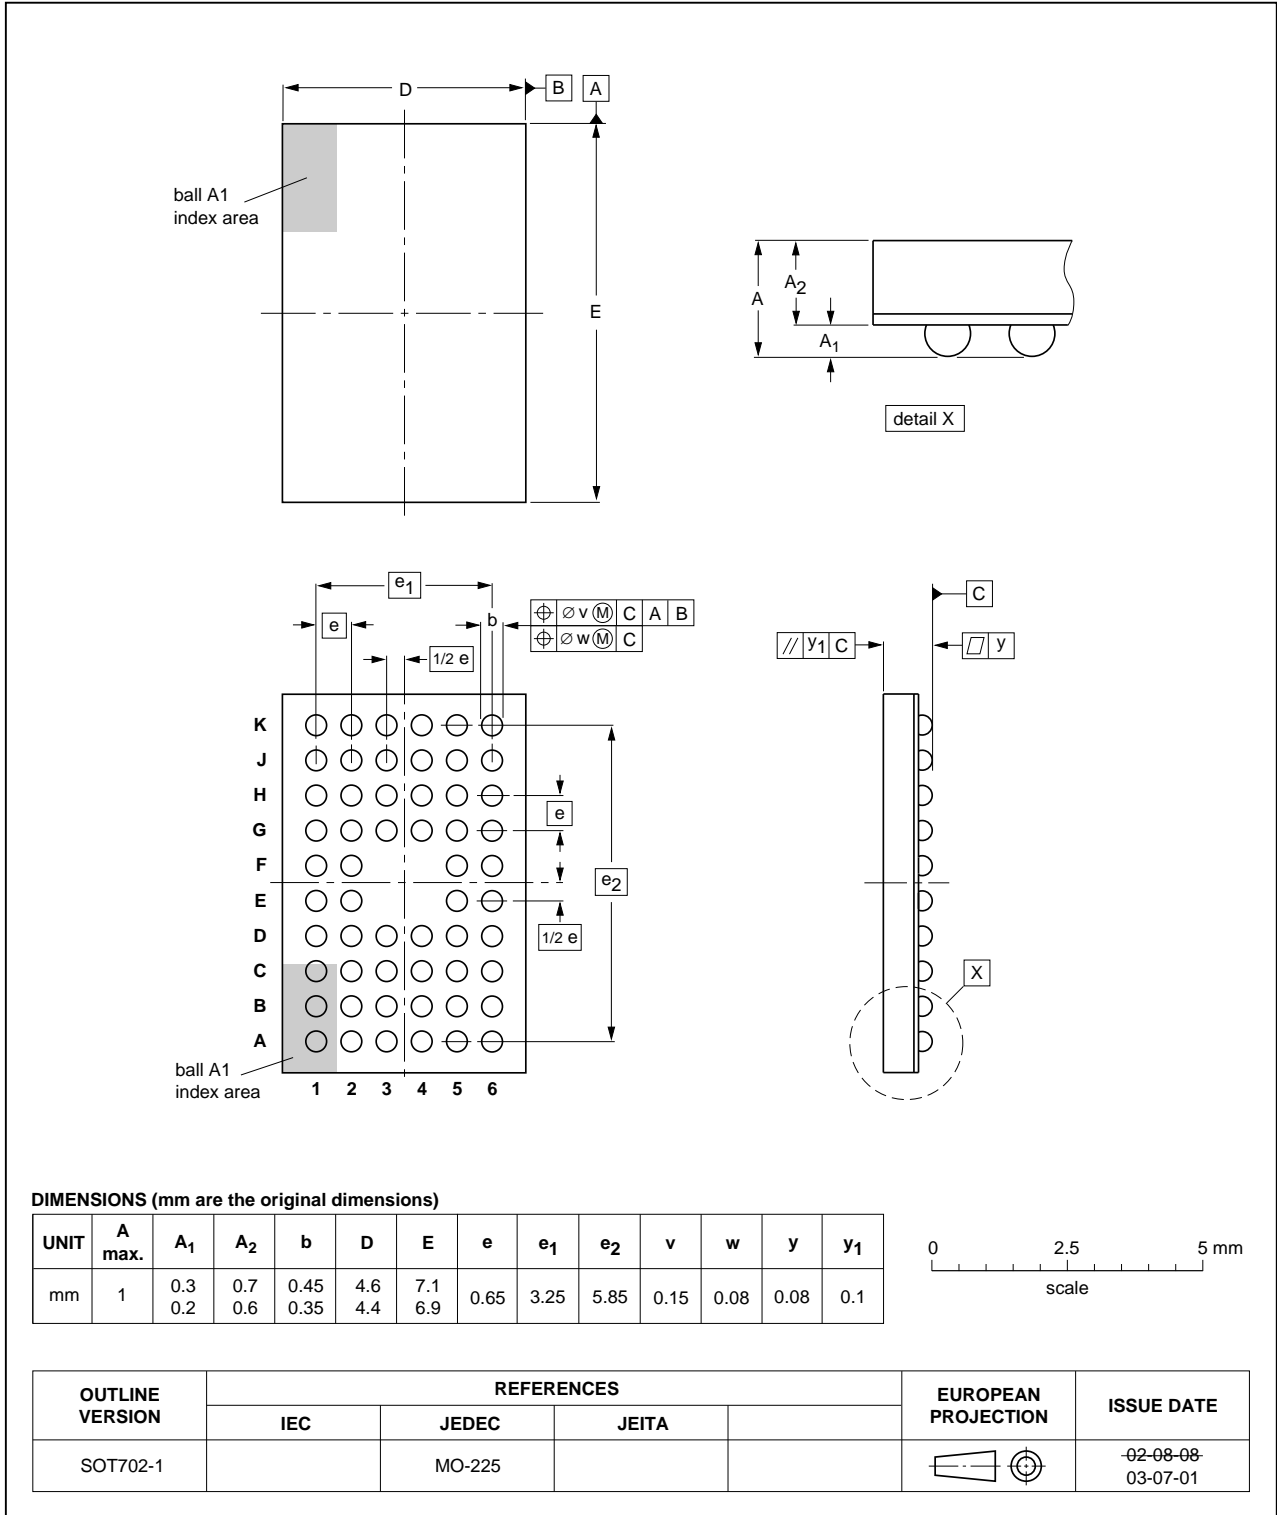 D
B
A
ball A1
index area
E
A
A2
A1
detail X
e1
e
b
⌖ ∅ v Ⓜ C A B
⌖ ∅ w Ⓜ C
1/2 e
C
// y1 C
▱ y
K
J
H
G
F
E
D
C
B
A
e
e2
1/2 e
X
ball A1
index area
1 2 3 4 5 6
DIMENSIONS (mm are the original dimensions)
UNIT A max. A1 A2 b D E e e1 e2 v w y y1
mm 1 0.3 0.2 0.7 0.6 0.45 0.35 4.6 4.4 7.1 6.9 0.65 3.25 5.85 0.15 0.08 0.08 0.1
0 2.5 5 mm
scale
OUTLINE VERSION REFERENCES EUROPEAN PROJECTION ISSUE DATE
IEC JEDEC JEITA
SOT702-1 MO-225 02-08-08
03-07-01